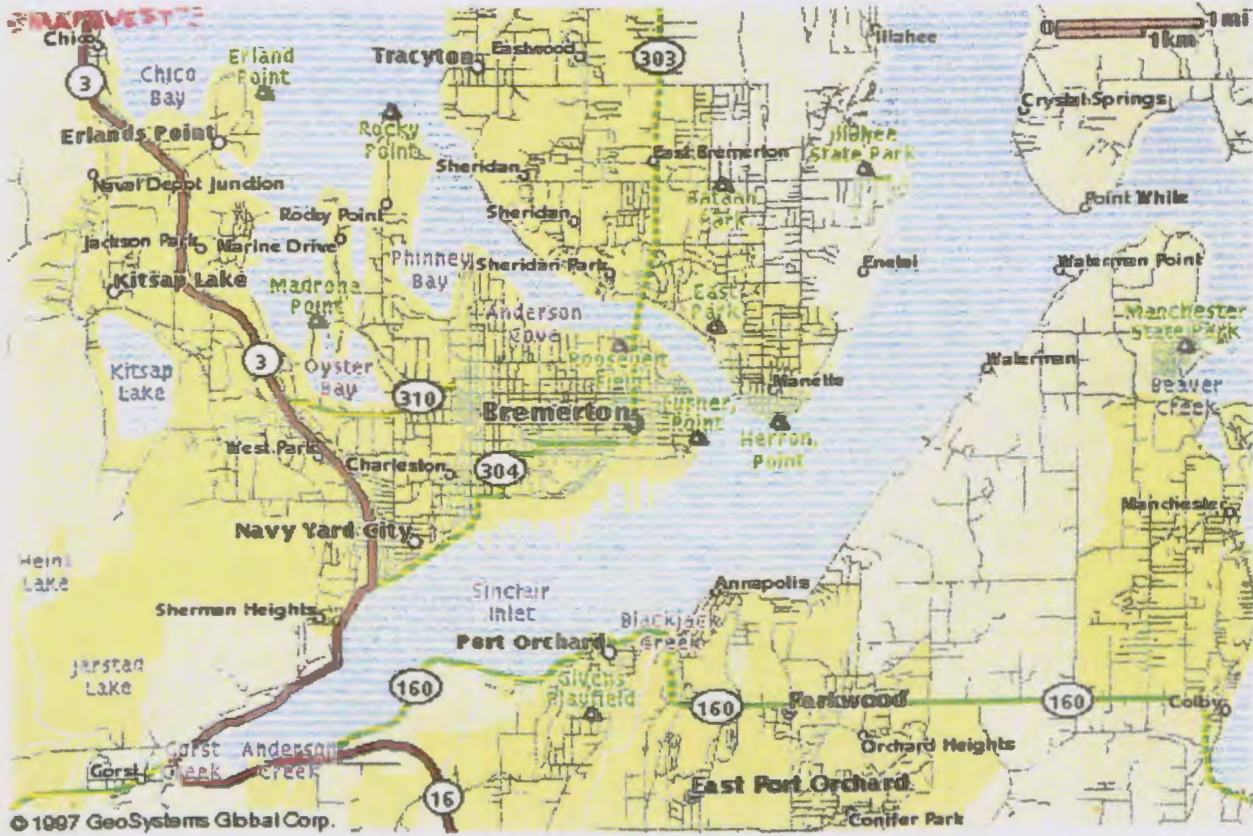 MAPQUEST
0 1mi
1km
Chico
Chico
Bay
Erland
Point
Tracyton
Eastwood
303
Illahee
3
Rocky
Point
Crystal Springs
Erlands Point
Illahee
State Park
Sheridan
East Bremerton
Naval Depot Junction
Park
Rocky Point
Sheridan
Point White
Jackson Park
Marine Drive
Phinney
Bay
Sheridan Park
Enetai
Waterman Point
Kitsap Lake
Madrona
Point
East
Park
Anderson
Cove
Manchester
State Park
3
Kitsap
Lake
Oyster
Bay
Roosevelt
Field
Waterman
310
Manette
Beaver
Creek
Bremerton
Turner
Point
Herron
Point
West Park
Charleston
304
Manchester
Navy Yard City
Heins
Lake
Sinclair
Inlet
Annapolis
Sherman Heights
Blackjack
Creek
Port Orchard
Jarstad
Lake
160
Givens
Playfield
160
Parkwood
160
Colby
Gorst
Gorst
Creek
Anderson
Creek
Orchard Heights
16
East Port Orchard
Conifer Park
© 1997 GeoSystems Global Corp.